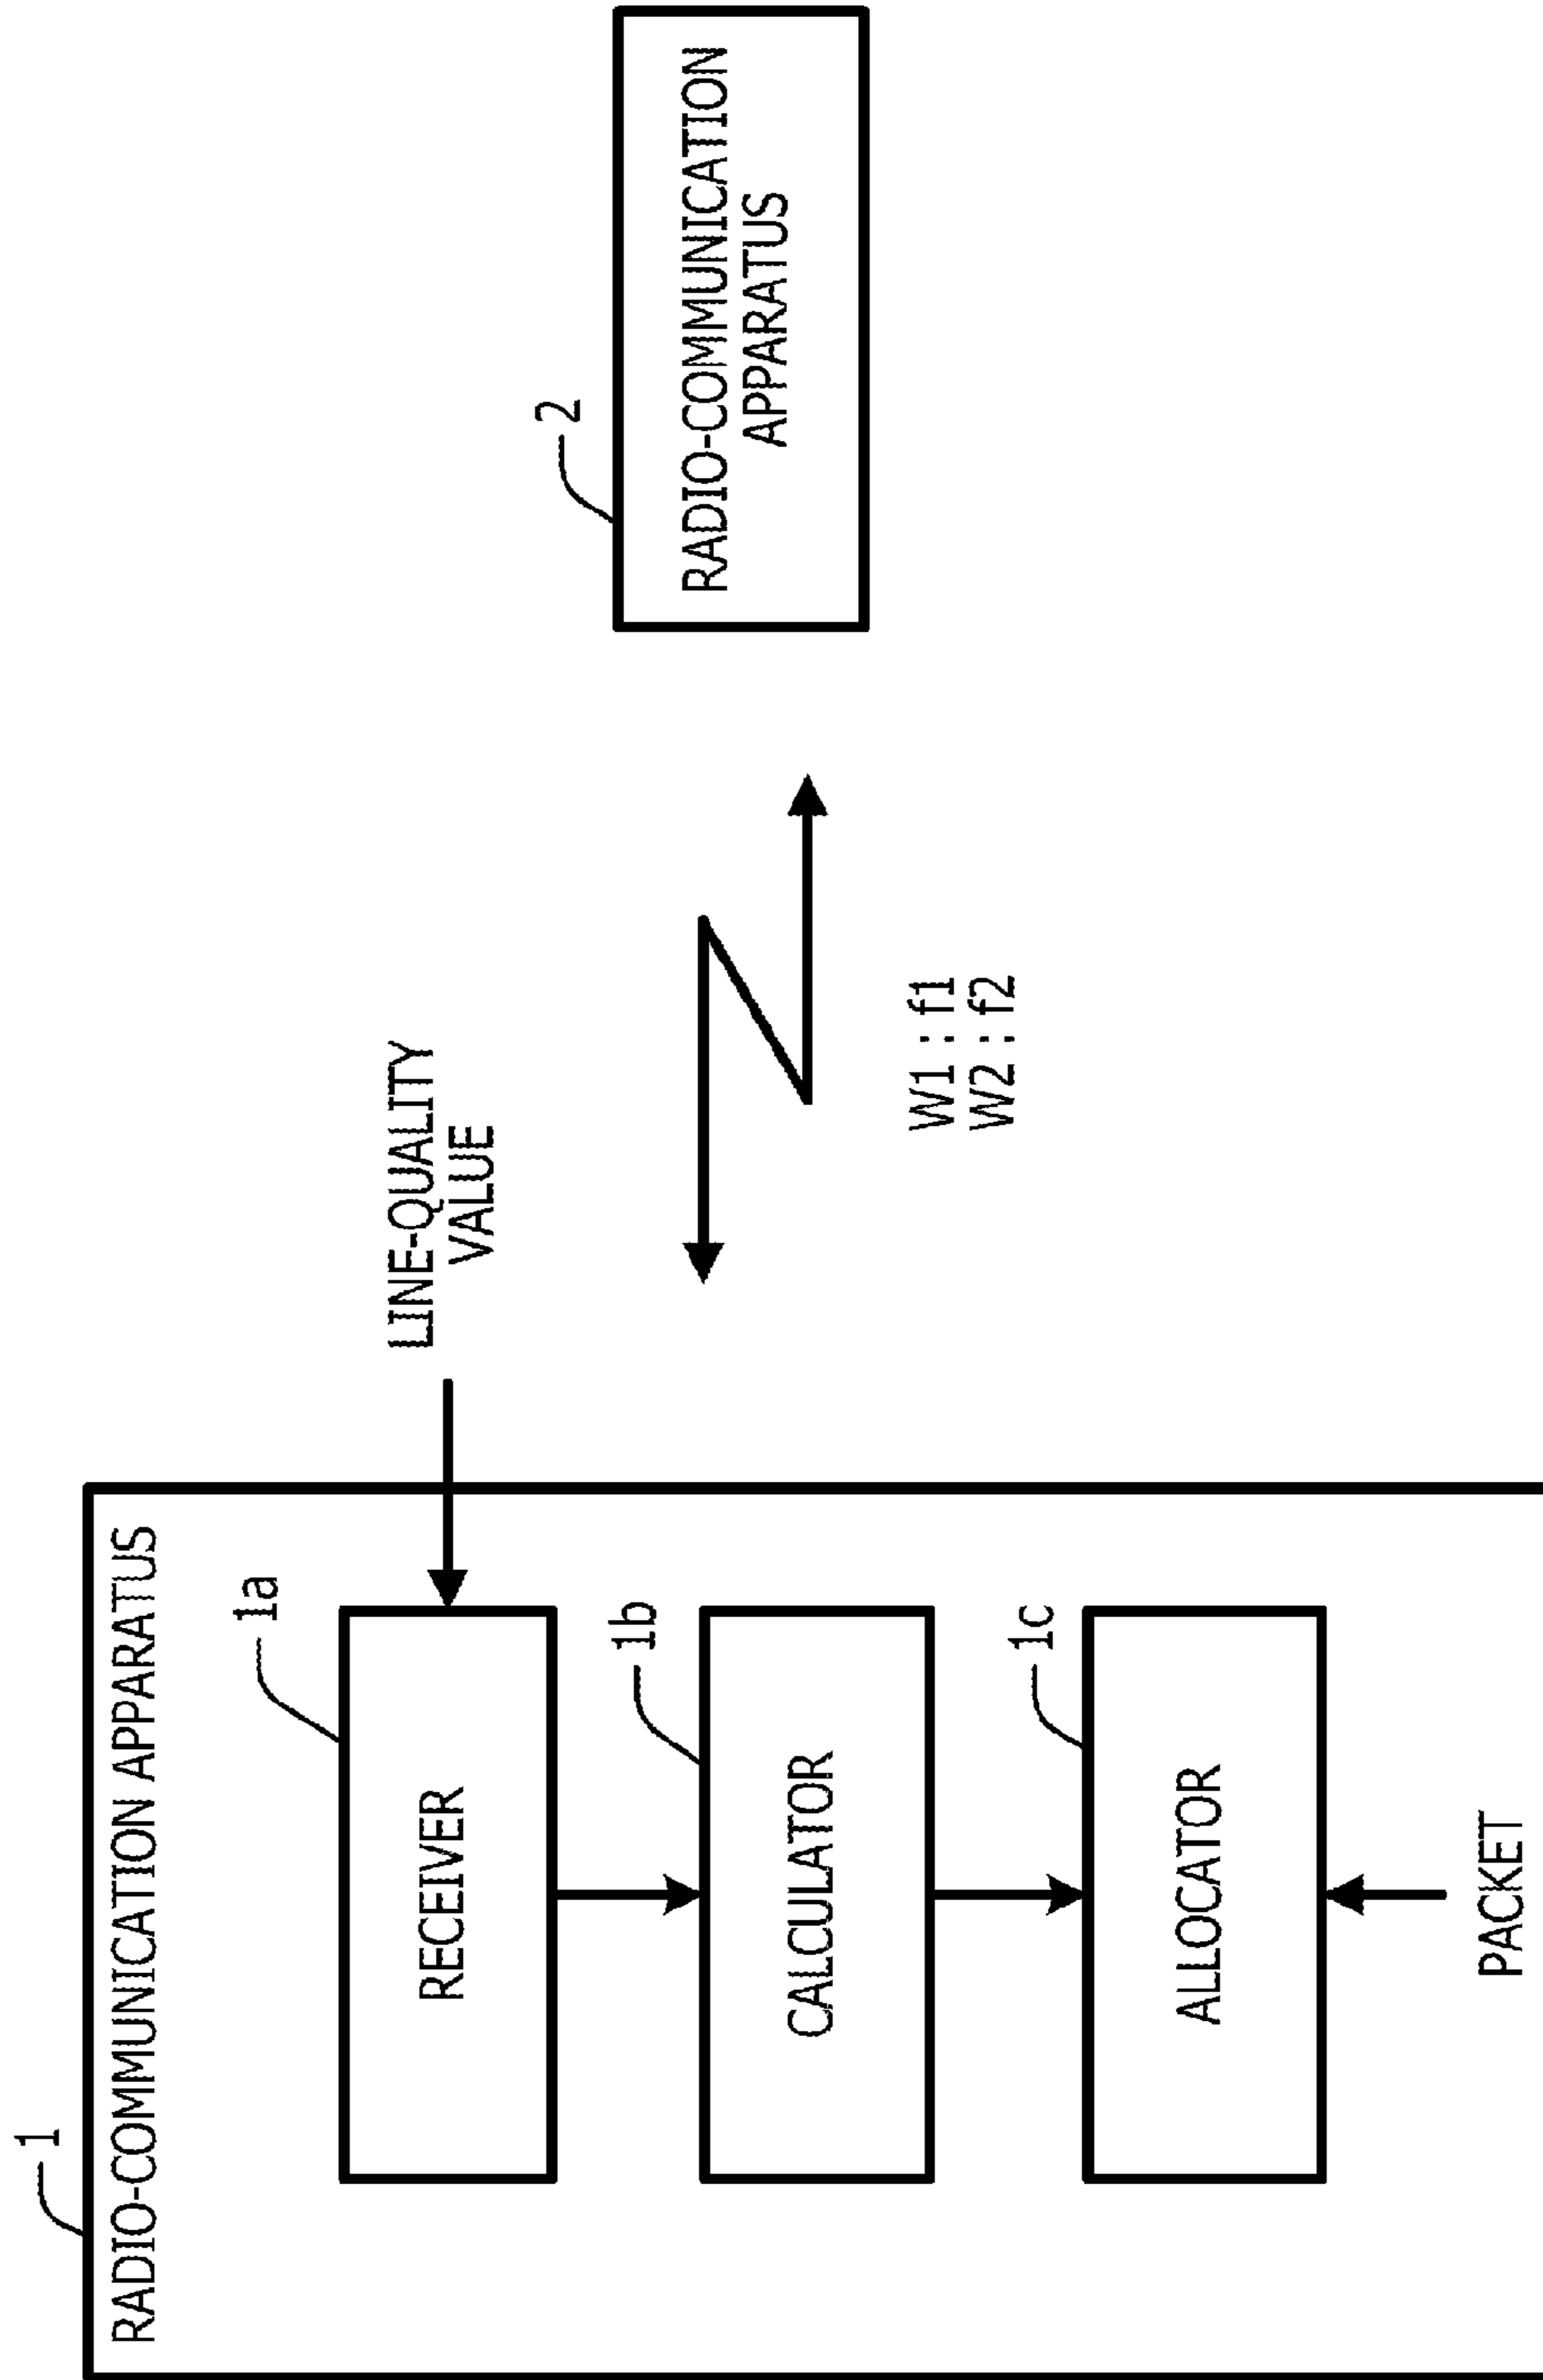 1
RADIO-COMMUNICATION APPARATUS
1a
RECEIVER
LINE-QUALITY
VALUE
2
RADIO-COMMUNICATION
APPARATUS
1b
CALCULATOR
W1:f1
W2:f2
1c
ALLOCATOR
PACKET